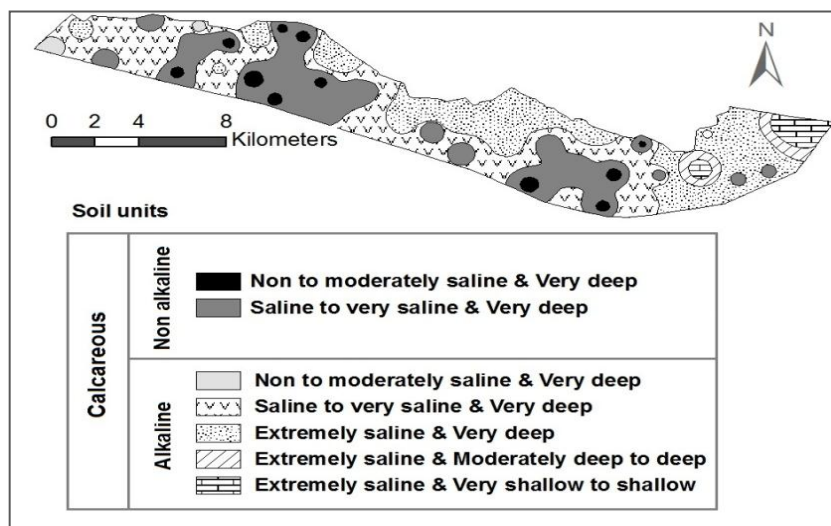 N
0 2 4 8
Kilometers
Soil units
Calcareous
Non alkaline
Non to moderately saline & Very deep
Saline to very saline & Very deep
Alkaline
Non to moderately saline & Very deep
Saline to very saline & Very deep
Extremely saline & Very deep
Extremely saline & Moderately deep to deep
Extremely saline & Very shallow to shallow